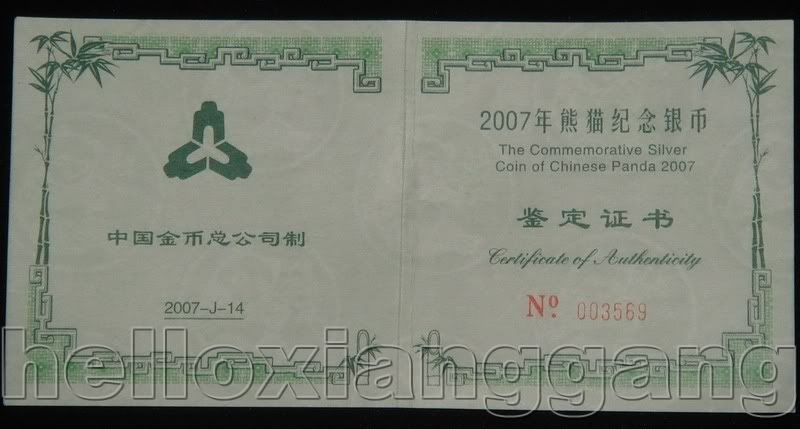 中国金币总公司制
2007-J-14
2007年熊猫纪念银币
The Commemorative Silver
Coin of Chinese Panda 2007
鉴定证书
Certificate of Authenticity
Nº 003569
helloxianggang